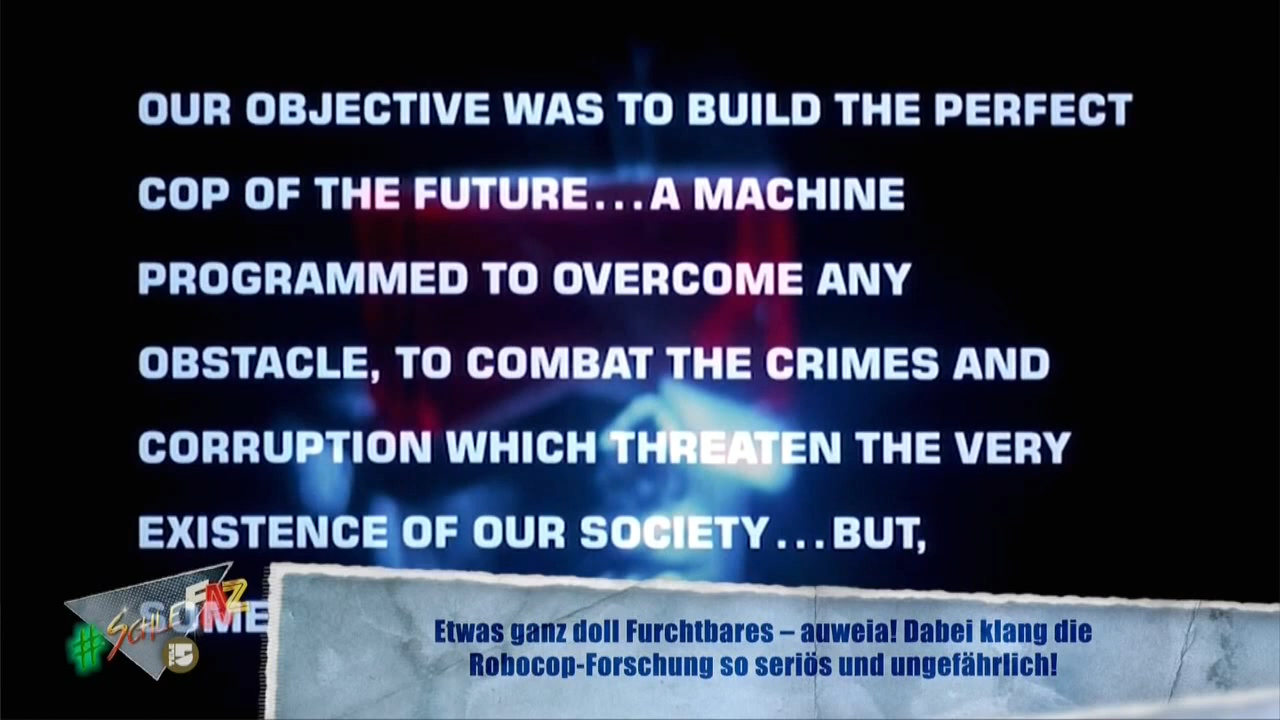 OUR OBJECTIVE WAS TO BUILD THE PERFECT
COP OF THE FUTURE...A MACHINE
PROGRAMMED TO OVERCOME ANY
OBSTACLE, TO COMBAT THE CRIMES AND
CORRUPTION WHICH THREATEN THE VERY
EXISTENCE OF OUR SOCIETY...BUT,
SOME
#SCHLEFAZ
Etwas ganz doll Furchtbares – auweia! Dabei klang die
Robocop-Forschung so seriös und ungefährlich!